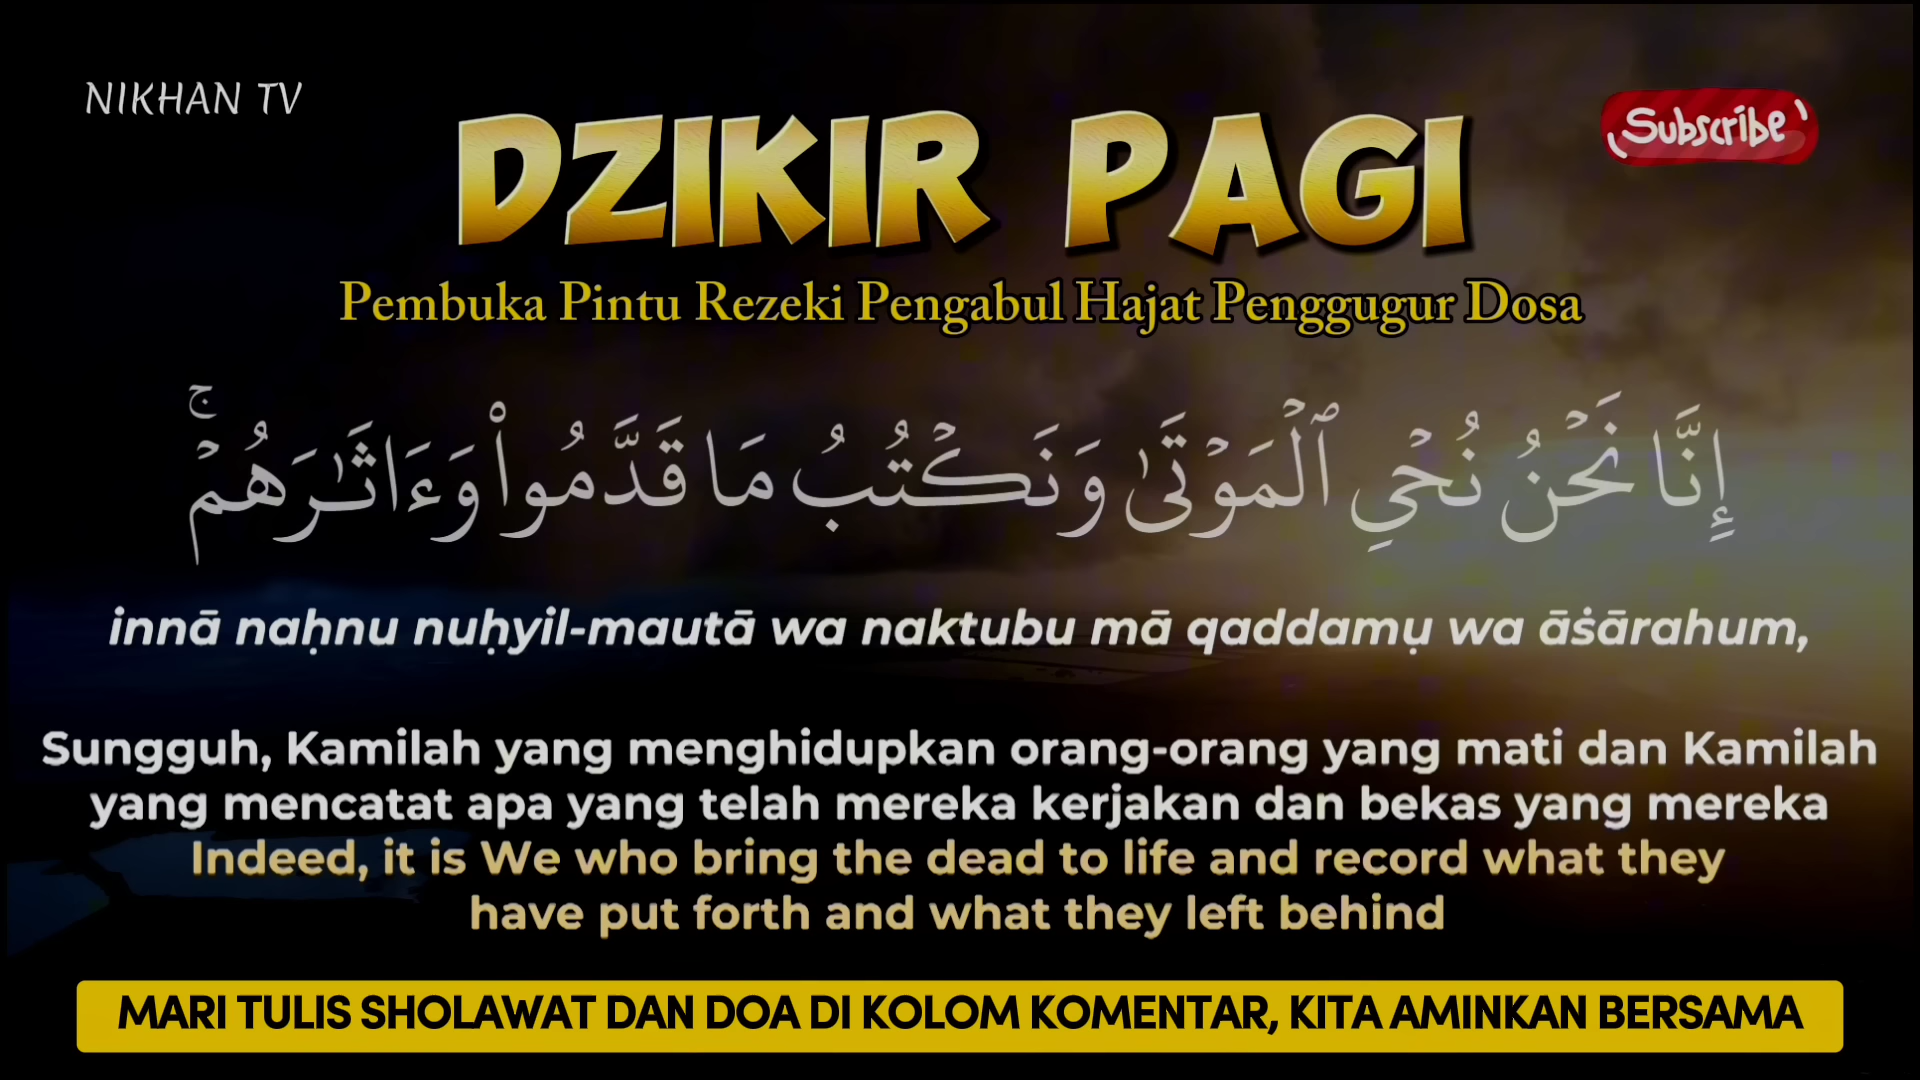 NIKHAN TV
DZIKIR PAGI
Subscribe
Pembuka Pintu Rezeki Pengabul Hajat Penggugur Dosa
إِنَّا نَحْنُ نُحْىِ ٱلْمَوْتَىٰ وَنَكْتُبُ مَا قَدَّمُوا۟ وَءَاثَـٰرَهُمْ ۚ
innā naḥnu nuḥyil-mautā wa naktubu mā qaddamụ wa āṡārahum,
Sungguh, Kamilah yang menghidupkan orang-orang yang mati dan Kamilah
yang mencatat apa yang telah mereka kerjakan dan bekas yang mereka
Indeed, it is We who bring the dead to life and record what they
have put forth and what they left behind
MARI TULIS SHOLAWAT DAN DOA DI KOLOM KOMENTAR, KITA AMINKAN BERSAMA